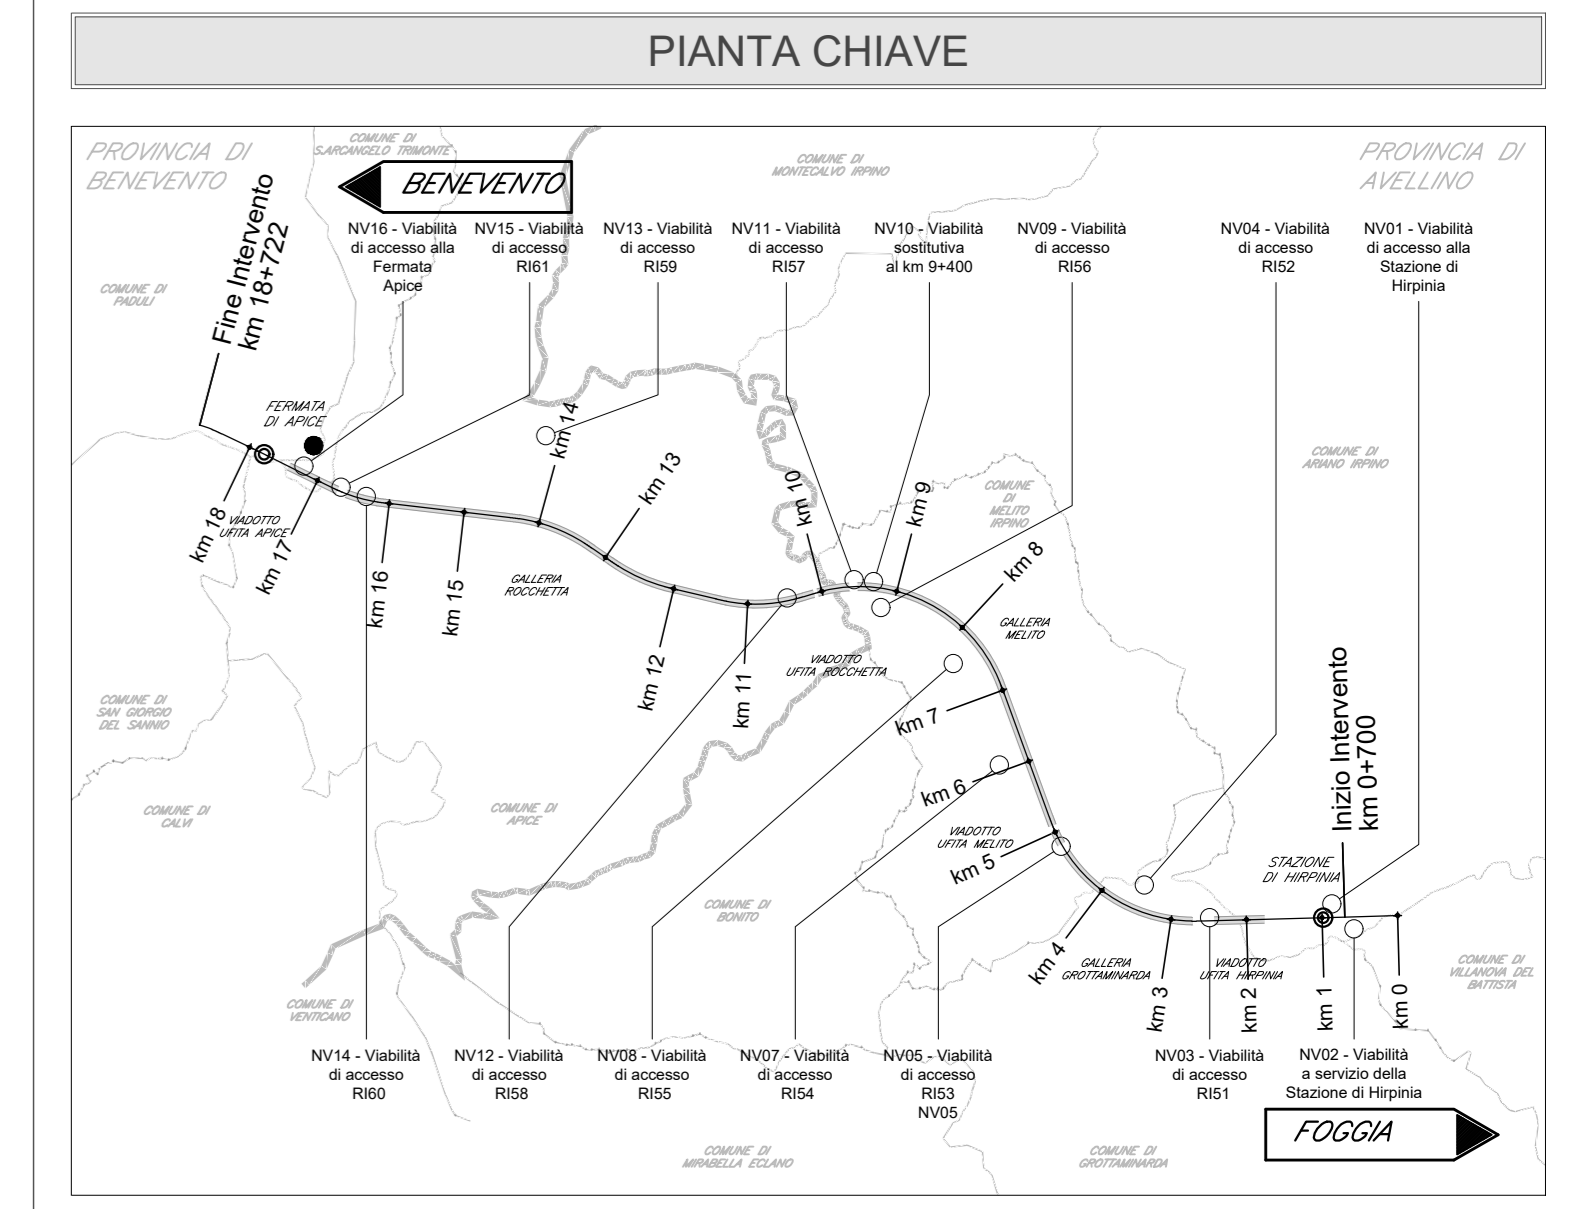 PIANTA CHIAVE
PROVINCIA DI
BENEVENTO
COMUNE DI
S.ARCANGELO TRIMONTE
BENEVENTO
COMUNE DI
MONTECALVO IRPINO
PROVINCIA DI
AVELLINO
Fine Intervento
km 18+722
NV16 - Viabilità
di accesso alla
Fermata
Apice
NV15 - Viabilità
di accesso
RI61
NV13 - Viabilità
di accesso
RI59
NV11 - Viabilità
di accesso
RI57
NV10 - Viabilità
sostitutiva
al km 9+400
NV09 - Viabilità
di accesso
RI56
NV04 - Viabilità
di accesso
RI52
NV01 - Viabilità
di accesso alla
Stazione di
Hirpinia
COMUNE DI
PADULI
FERMATA
DI APICE
COMUNE DI
ARIANO IRPINO
COMUNE
DI
MELITO
IRPINO
km 18
VIADOTTO
UFITA APICE
km 17
km 16
km 15
km 14
km 13
km 12
km 11
km 10
km 9
km 8
GALLERIA
ROCCHETTA
GALLERIA
MELITO
VIADOTTO
UFITA ROCCHETTA
km 7
km 6
VIADOTTO
UFITA MELITO
km 5
COMUNE DI
SAN GIORGIO
DEL SANNIO
COMUNE DI
CALVI
COMUNE DI
APICE
COMUNE DI
BONITO
Inizio Intervento
km 0+700
STAZIONE
DI HIRPINIA
km 4
GALLERIA
GROTTAMINARDA
km 3
VIADOTTO
UFITA HIRPINIA
km 2
km 1
km 0
COMUNE DI
VILLANOVA DEL
BATTISTA
COMUNE DI
VENTICANO
NV14 - Viabilità
di accesso
RI60
NV12 - Viabilità
di accesso
RI58
NV08 - Viabilità
di accesso
RI55
NV07 - Viabilità
di accesso
RI54
NV05 - Viabilità
di accesso
RI53
NV05
NV03 - Viabilità
di accesso
RI51
NV02 - Viabilità
a servizio della
Stazione di Hirpinia
FOGGIA
COMUNE DI
MIRABELLA ECLANO
COMUNE DI
GROTTAMINARDA